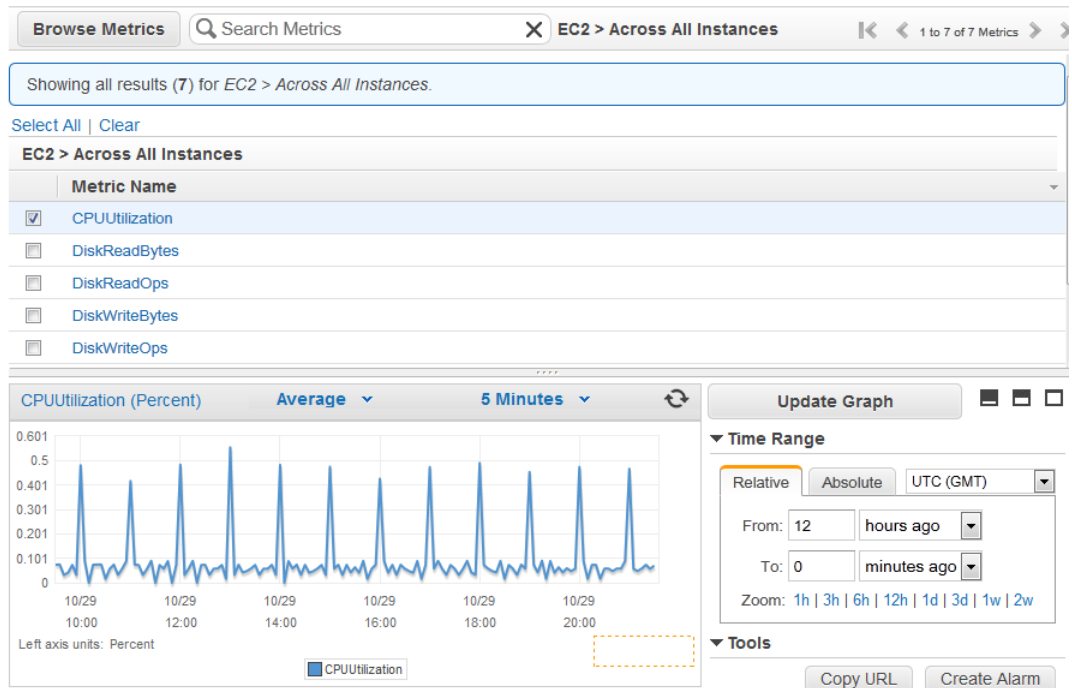 Browse Metrics Search Metrics EC2 > Across All Instances 1 to 7 of 7 Metrics
Showing all results (7) for EC2 > Across All Instances.
Select All | Clear
EC2 > Across All Instances
Metric Name
CPUUtilization
DiskReadBytes
DiskReadOps
DiskWriteBytes
DiskWriteOps
CPUUtilization (Percent) Average 5 Minutes
0.601
0.5
0.401
0.301
0.201
0.101
0
10/29 10/29 10/29 10/29 10/29 10/29
10:00 12:00 14:00 16:00 18:00 20:00
Left axis units: Percent
CPUUtilization
Update Graph
Time Range
Relative Absolute UTC (GMT)
From: 12 hours ago
To: 0 minutes ago
Zoom: 1h | 3h | 6h | 12h | 1d | 3d | 1w | 2w
Tools
Copy URL Create Alarm